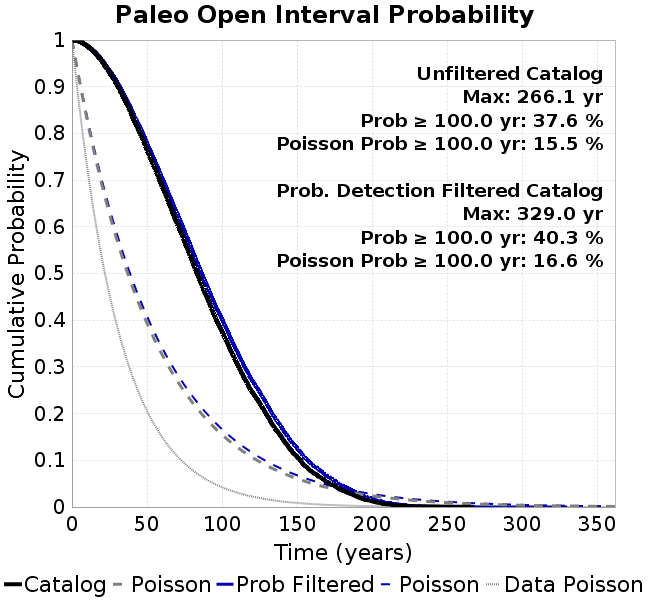 Paleo Open Interval Probability
Cumulative Probability
1
0.9
0.8
0.7
0.6
0.5
0.4
0.3
0.2
0.1
0
Unfiltered Catalog
Max: 266.1 yr
Prob ≥ 100.0 yr: 37.6 %
Poisson Prob ≥ 100.0 yr: 15.5 %
Prob. Detection Filtered Catalog
Max: 329.0 yr
Prob ≥ 100.0 yr: 40.3 %
Poisson Prob ≥ 100.0 yr: 16.6 %
0 50 100 150 200 250 300 350
Time (years)
Catalog Poisson Prob Filtered Poisson Data Poisson